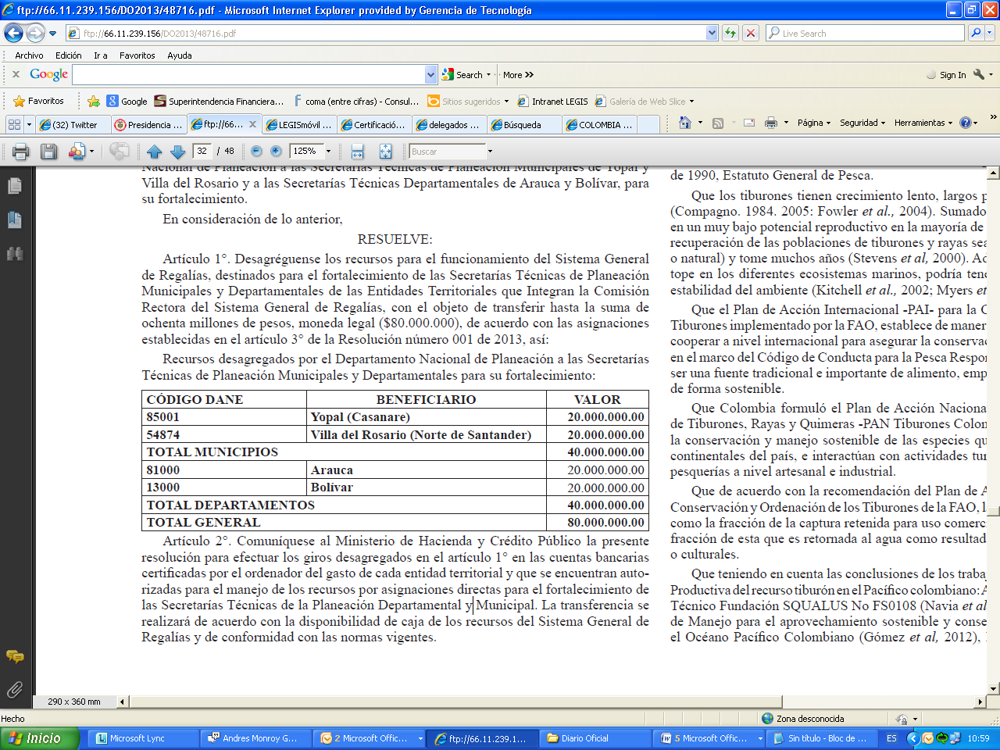 ftp://66.11.239.156/DO2013/48716.pdf - Microsoft Internet Explorer provided by Gerencia de Tecnología
ftp://66.11.239.156/DO2013/48716.pdf
Live Search
Archivo Edición Ir a Favoritos Ayuda
x Google Search More » Sign In
Favoritos Google Superintendencia Financiera... coma (entre cifras) - Consul... Sitios sugeridos Intranet LEGIS Galería de Web Slice
(32) Twitter Presidencia ... ftp://66... x LEGISmóvil ... Certificació... delegados ... Búsqueda COLOMBIA ... Página Seguridad Herramientas »
32 / 48 125% Buscar
Nacional de Planeación a las Secretarías Técnicas de Planeación Municipales de Yopal y
Villa del Rosario y a las Secretarías Técnicas Departamentales de Arauca y Bolívar, para
su fortalecimiento.
En consideración de lo anterior,
RESUELVE:
Artículo 1°. Desagréguense los recursos para el funcionamiento del Sistema General
de Regalías, destinados para el fortalecimiento de las Secretarías Técnicas de Planeación
Municipales y Departamentales de las Entidades Territoriales que Integran la Comisión
Rectora del Sistema General de Regalías, con el objeto de transferir hasta la suma de
ochenta millones de pesos, moneda legal ($80.000.000), de acuerdo con las asignaciones
establecidas en el artículo 3° de la Resolución número 001 de 2013, así:
Recursos desagregados por el Departamento Nacional de Planeación a las Secretarías
Técnicas de Planeación Municipales y Departamentales para su fortalecimiento:
CÓDIGO DANE BENEFICIARIO VALOR
85001 Yopal (Casanare) 20.000.000.00
54874 Villa del Rosario (Norte de Santander) 20.000.000.00
TOTAL MUNICIPIOS 40.000.000.00
81000 Arauca 20.000.000.00
13000 Bolívar 20.000.000.00
TOTAL DEPARTAMENTOS 40.000.000.00
TOTAL GENERAL 80.000.000.00
Artículo 2°. Comuníquese al Ministerio de Hacienda y Crédito Público la presente
resolución para efectuar los giros desagregados en el artículo 1° en las cuentas bancarias
certificadas por el ordenador del gasto de cada entidad territorial y que se encuentran auto-
rizadas para el manejo de los recursos por asignaciones directas para el fortalecimiento de
las Secretarías Técnicas de la Planeación Departamental y Municipal. La transferencia se
realizará de acuerdo con la disponibilidad de caja de los recursos del Sistema General de
Regalías y de conformidad con las normas vigentes.
de 1990, Estatuto General de Pesca.
Que los tiburones tienen crecimiento lento, largos p
(Compagno. 1984. 2005: Fowler et al., 2004). Sumado
en un muy bajo potencial reproductivo en la mayoría de
recuperación de las poblaciones de tiburones y rayas sea
o natural) y tome muchos años (Stevens et al, 2000). Ad
tope en los diferentes ecosistemas marinos, podría tene
estabilidad del ambiente (Kitchell et al., 2002; Myers et
Que el Plan de Acción Internacional -PAI- para la C
Tiburones implementado por la FAO, establece de maner
cooperar a nivel internacional para asegurar la conservac
en el marco del Código de Conducta para la Pesca Respon
ser una fuente tradicional e importante de alimento, emp
de forma sostenible.
Que Colombia formuló el Plan de Acción Naciona
de Tiburones, Rayas y Quimeras -PAN Tiburones Colon
la conservación y manejo sostenible de las especies qu
continentales del país, e interactúan con actividades tur
pesquerías a nivel artesanal e industrial.
Que de acuerdo con la recomendación del Plan de A
Conservación y Ordenación de los Tiburones de la FAO, l
como la fracción de la captura retenida para uso comerc
fracción de esta que es retornada al agua como resultad
o culturales.
Que teniendo en cuenta las conclusiones de los traba
Productiva del recurso tiburón en el Pacífico colombiano: A
Técnico Fundación SQUALUS No FS0108 (Navia et al
de Manejo para el aprovechamiento sostenible y conse
el Océano Pacífico Colombiano (Gómez et al, 2012),
290 x 360 mm
Hecho Zona desconocida
Inicio Microsoft Lync Andres Monroy G... 2 Microsoft Offic... ftp://66.11.239.1... Diario Oficial 5 Microsoft Offic... Sin título - Bloc de ... ES 10:59